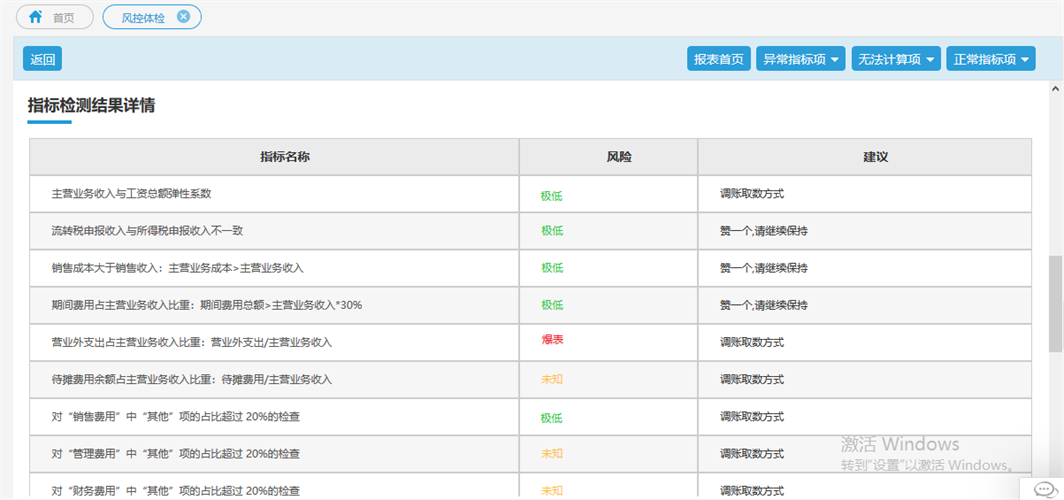 首页 风控体检
返回 报表首页 异常指标项 无法计算项 正常指标项
指标检测结果详情
指标名称 风险 建议
主营业务收入与工资总额弹性系数 极低 调账取数方式
流转税申报收入与所得税申报收入不一致 极低 赞一个,请继续保持
销售成本大于销售收入：主营业务成本>主营业务收入 极低 赞一个,请继续保持
期间费用占主营业务收入比重：期间费用总额>主营业务收入*30% 极低 赞一个,请继续保持
营业外支出占主营业务收入比重：营业外支出/主营业务收入 爆表 调账取数方式
待摊费用余额占主营业务收入比重：待摊费用/主营业务收入 未知 调账取数方式
对“销售费用”中“其他”项的占比超过 20%的检查 极低 调账取数方式
对“管理费用”中“其他”项的占比超过 20%的检查 未知 调账取数方式
对“财务费用”中“其他”项的占比超过 20%的检查 未知 调账取数方式
激活 Windows
转到"设置"以激活 Windows。